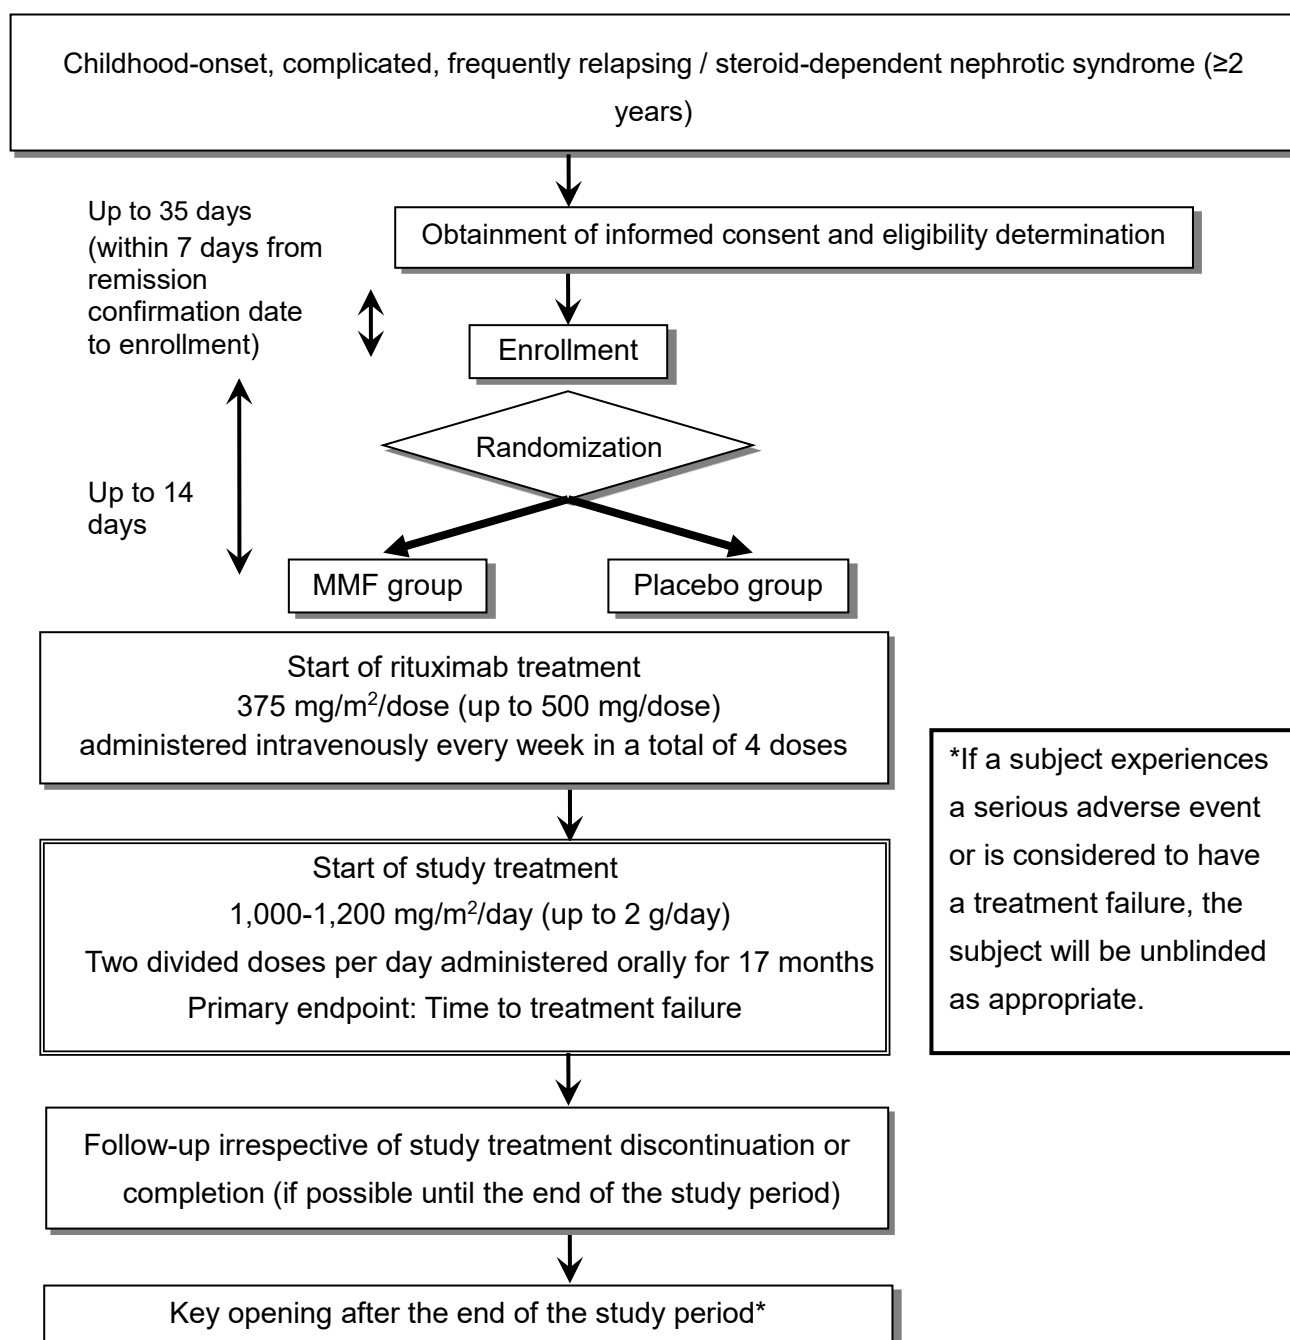 Childhood-onset, complicated, frequently relapsing / steroid-dependent nephrotic syndrome (≥2
years)
Up to 35 days
(within 7 days from
remission
confirmation date
to enrollment)
Obtainment of informed consent and eligibility determination
Enrollment
Randomization
Up to 14
days
MMF group
Placebo group
Start of rituximab treatment
375 mg/m²/dose (up to 500 mg/dose)
administered intravenously every week in a total of 4 doses
*If a subject experiences
a serious adverse event
or is considered to have
a treatment failure, the
subject will be unblinded
as appropriate.
Start of study treatment
1,000-1,200 mg/m²/day (up to 2 g/day)
Two divided doses per day administered orally for 17 months
Primary endpoint: Time to treatment failure
Follow-up irrespective of study treatment discontinuation or
completion (if possible until the end of the study period)
Key opening after the end of the study period*